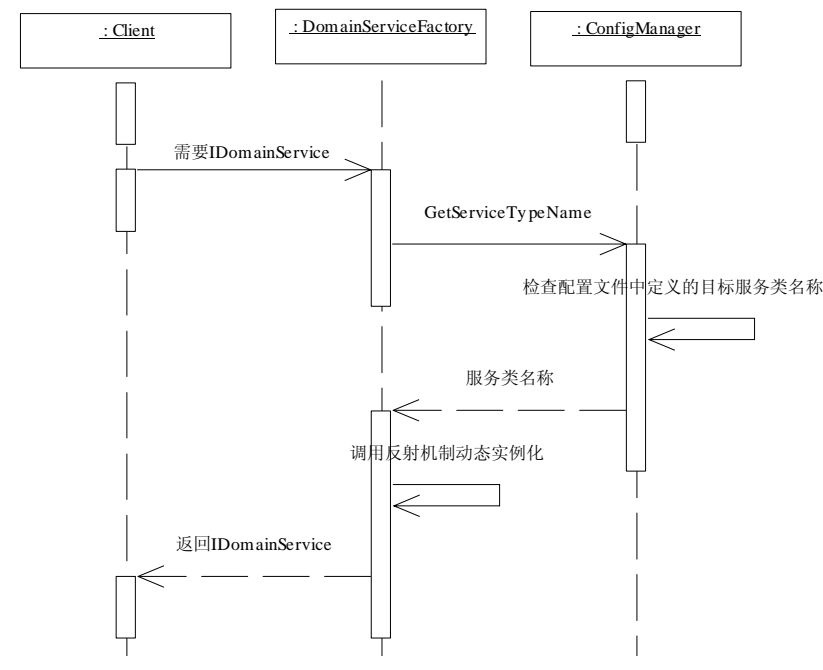 : Client
: DomainServiceFactory
: ConfigManager
需要IDomainService
GetServiceTypeName
检查配置文件中定义的目标服务类名称
服务类名称
调用反射机制动态实例化
返回IDomainService